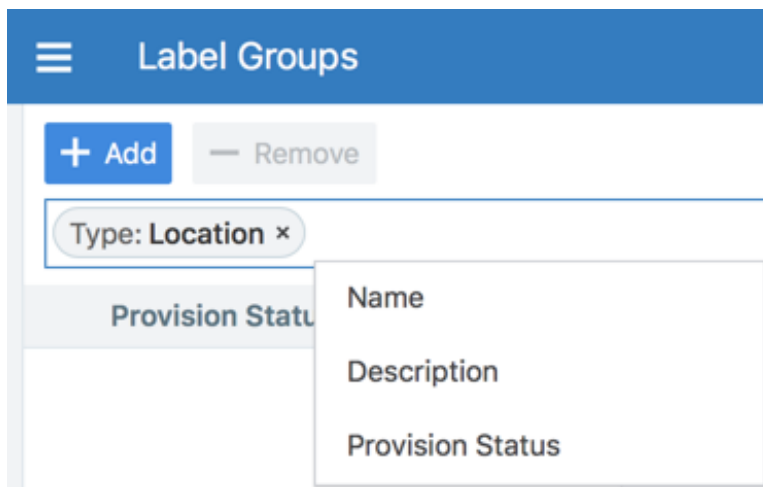 Label Groups
+ Add
− Remove
Type: Location ×
Provision Statu
Name
Description
Provision Status